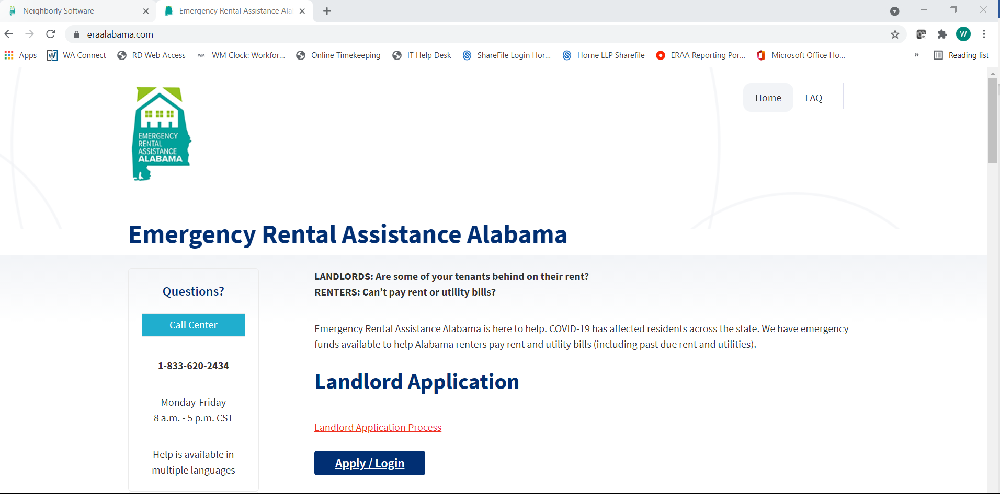 Neighborly Software
Emergency Rental Assistance Ala
eraalabama.com
W
Apps
WA Connect
RD Web Access
WM
WM Clock: Workfor...
Online Timekeeping
IT Help Desk
ShareFile Login Hor...
Horne LLP Sharefile
ERAA Reporting Por...
Microsoft Office Ho...
»
Reading list
EMERGENCY
RENTAL
ASSISTANCE
ALABAMA
Home
FAQ
Emergency Rental Assistance Alabama
Questions?
Call Center
1-833-620-2434
Monday-Friday
8 a.m. - 5 p.m. CST
Help is available in
multiple languages
LANDLORDS: Are some of your tenants behind on their rent?
RENTERS: Can’t pay rent or utility bills?
Emergency Rental Assistance Alabama is here to help. COVID-19 has affected residents across the state. We have emergency
funds available to help Alabama renters pay rent and utility bills (including past due rent and utilities).
Landlord Application
Landlord Application Process
Apply / Login